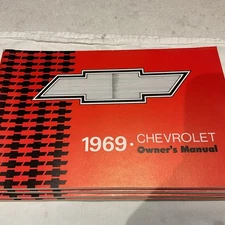 1969 • CHEVROLET
Owner's Manual